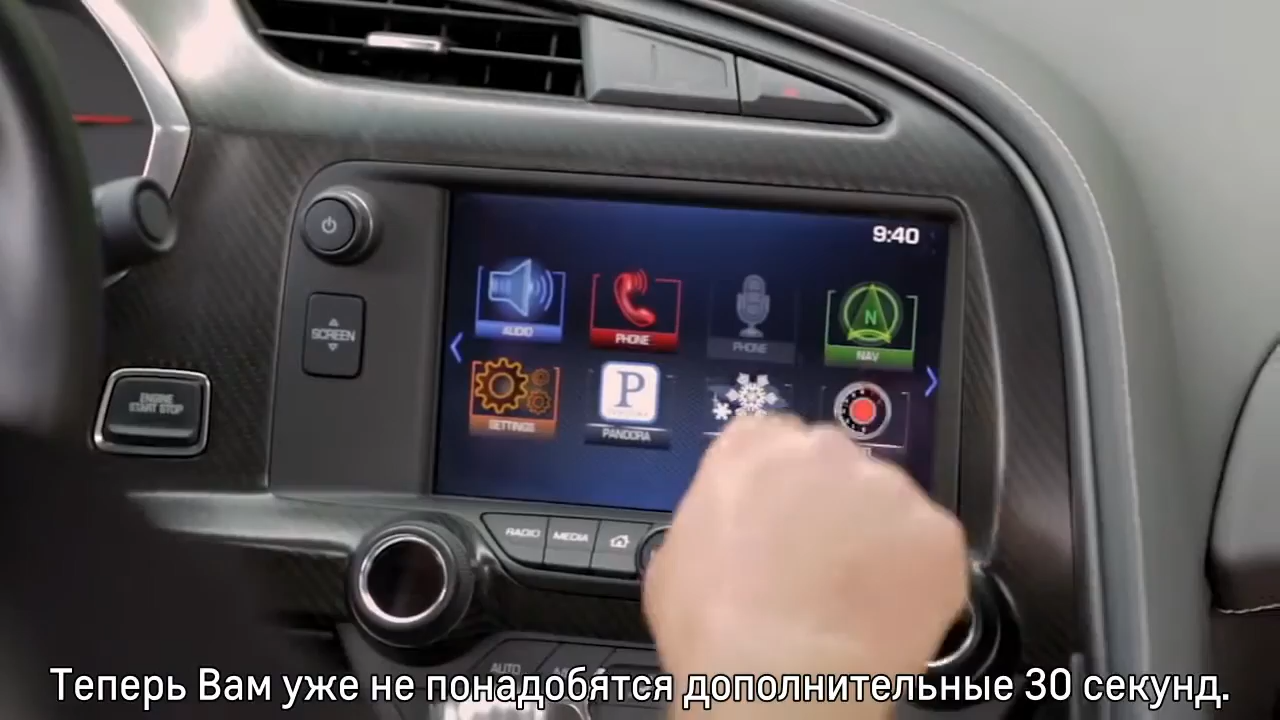 9:40
AUDIO
PHONE
PHONE
NAV
SCREEN
ENGINE
START STOP
SETTINGS
P
PANDORA
N
RADIO
MEDIA
AUTO
Теперь Вам уже не понадобятся дополнительные 30 секунд.